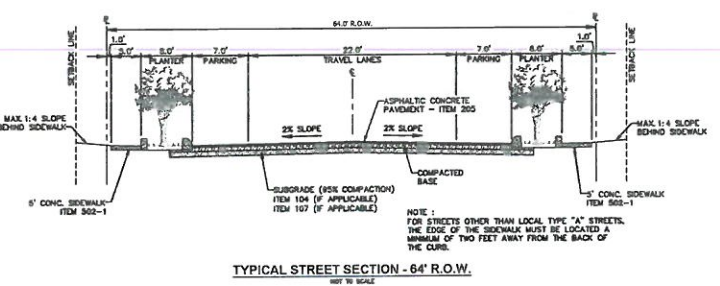 64.0' R.O.W.
1.0'
5.0' 8.0' 7.0' 22.0' 7.0' 8.0' 5.0'
PLANTER PARKING TRAVEL LANES PARKING PLANTER
SETBACK LINE
SETBACK LINE
ASPHALTIC CONCRETE
PAVEMENT - ITEM 205
MAX. 1:4 SLOPE
BEHIND SIDEWALK
MAX. 1:4 SLOPE
BEHIND SIDEWALK
2% SLOPE
2% SLOPE
5' CONC. SIDEWALK
ITEM 502-1
SUBGRADE (95% COMPACTION)
ITEM 104 (IF APPLICABLE)
ITEM 107 (IF APPLICABLE)
COMPACTED
BASE
5' CONC. SIDEWALK
ITEM 502-1
NOTE :
FOR STREETS OTHER THAN LOCAL TYPE "A" STREETS,
THE EDGE OF THE SIDEWALK MUST BE LOCATED A
MINIMUM OF TWO FEET AWAY FROM THE BACK OF
THE CURB.
TYPICAL STREET SECTION - 64' R.O.W.
NOT TO SCALE